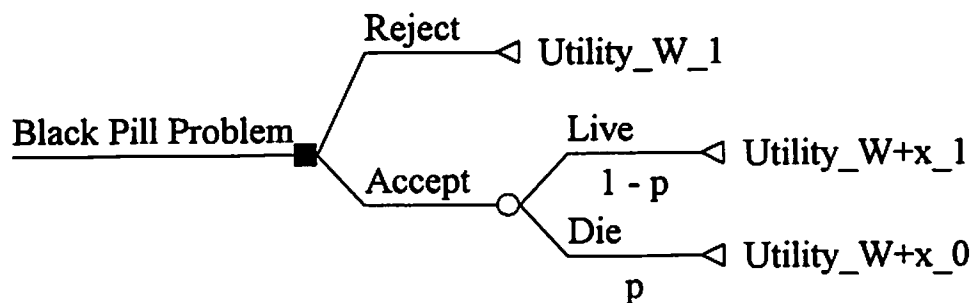 Reject
Utility_W_1
Black Pill Problem
Live
Utility_W+x_1
Accept
1 - p
Die
Utility_W+x_0
p